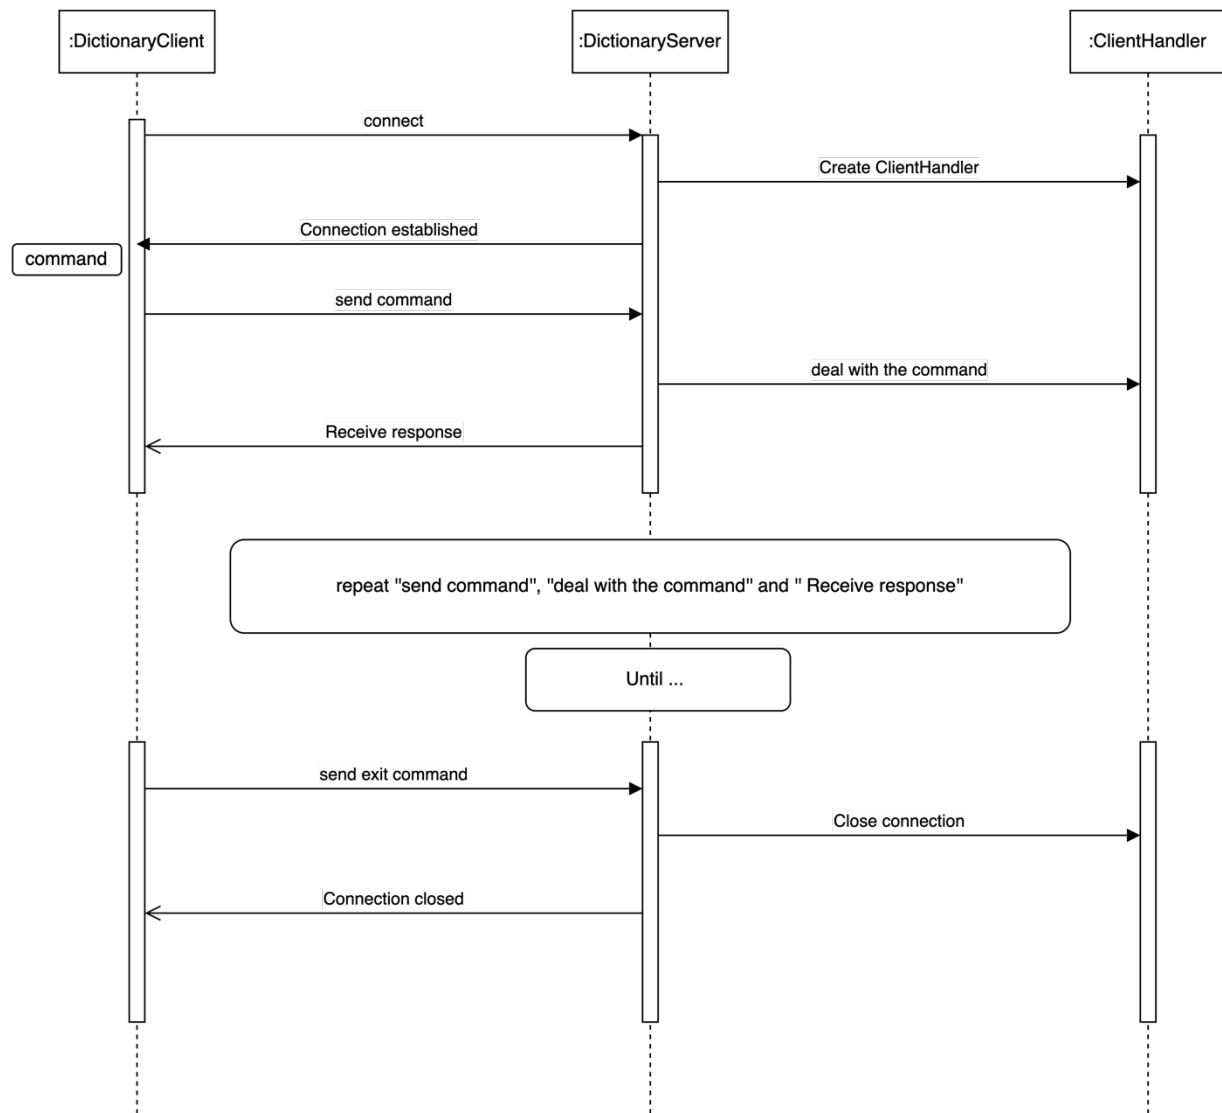 :DictionaryClient
:DictionaryServer
:ClientHandler
connect
Create ClientHandler
Connection established
command
send command
deal with the command
Receive response
repeat "send command", "deal with the command" and " Receive response"
Until ...
send exit command
Close connection
Connection closed